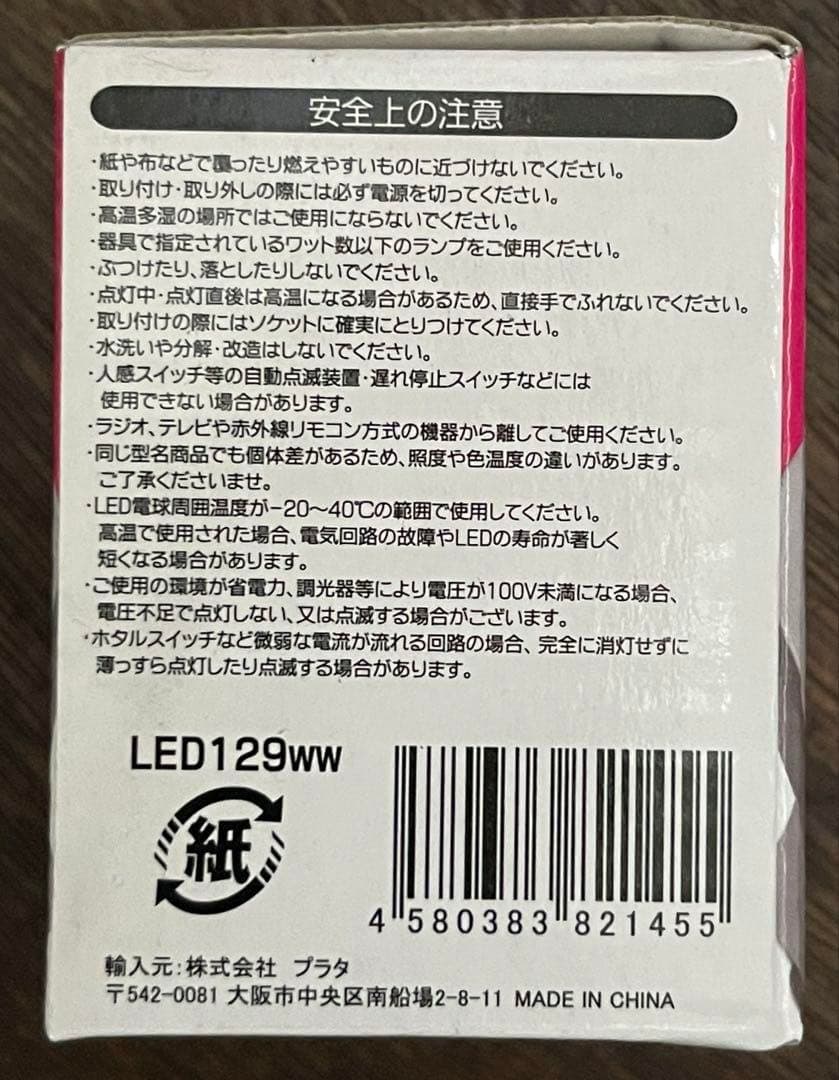 安全上の注意
・紙や布などで覆ったり燃えやすいものに近づけないでください。
・取り付け・取り外しの際には必ず電源を切ってください。
・高温多湿の場所ではご使用にならないでください。
・器具で指定されているワット数以下のランプをご使用ください。
・ぶつけたり、落としたりしないでください。
・点灯中・点灯直後は高温になる場合があるため、直接手でふれないでください。
・取り付けの際にはソケットに確実にとりつけてください。
・水洗いや分解・改造はしないでください。
・人感スイッチ等の自動点滅装置・遅れ停止スイッチなどには
使用できない場合があります。
・ラジオ、テレビや赤外線リモコン方式の機器から離してご使用ください。
・同じ型名商品でも個体差があるため、照度や色温度の違いがあります。
ご了承くださいませ。
・LED電球周囲温度が-20～40℃の範囲で使用してください。
高温で使用された場合、電気回路の故障やLEDの寿命が著しく
短くなる場合があります。
・ご使用の環境が省電力、調光器等により電圧が100V未満になる場合、
電圧不足で点灯しない、又は点滅する場合がございます。
・ホタルスイッチなど微弱な電流が流れる回路の場合、完全に消灯せずに
薄っすら点灯したり点滅する場合があります。
LED129WW
紙
4 580383 821455
輸入元：株式会社 プラタ
〒542-0081 大阪市中央区南船場2-8-11 MADE IN CHINA